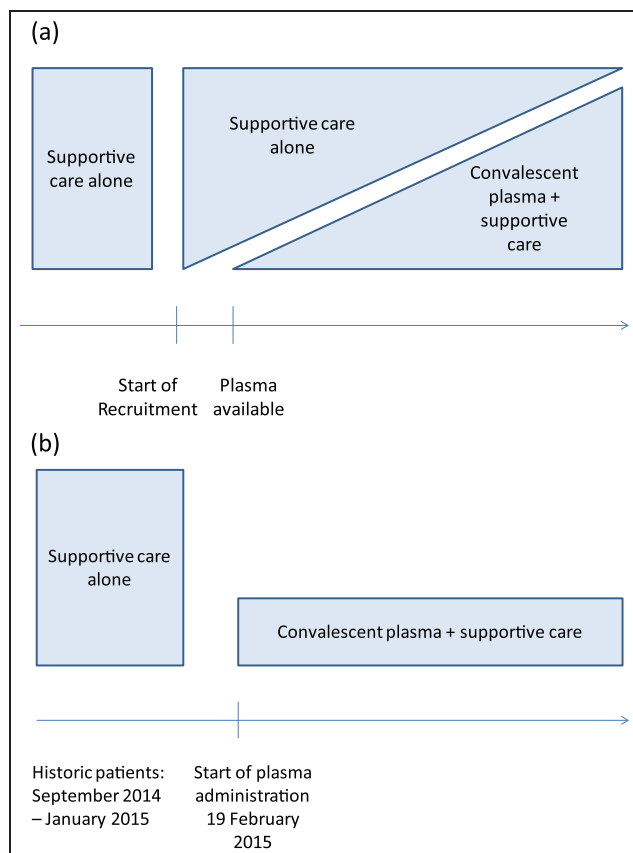 (a)
Supportive
care alone
Supportive care
alone
Convalescent
plasma +
supportive
care
Start of
Recruitment
Plasma
available
(b)
Supportive care
alone
Convalescent plasma + supportive care
Historic patients:
September 2014
– January 2015
Start of plasma
administration
19 February
2015